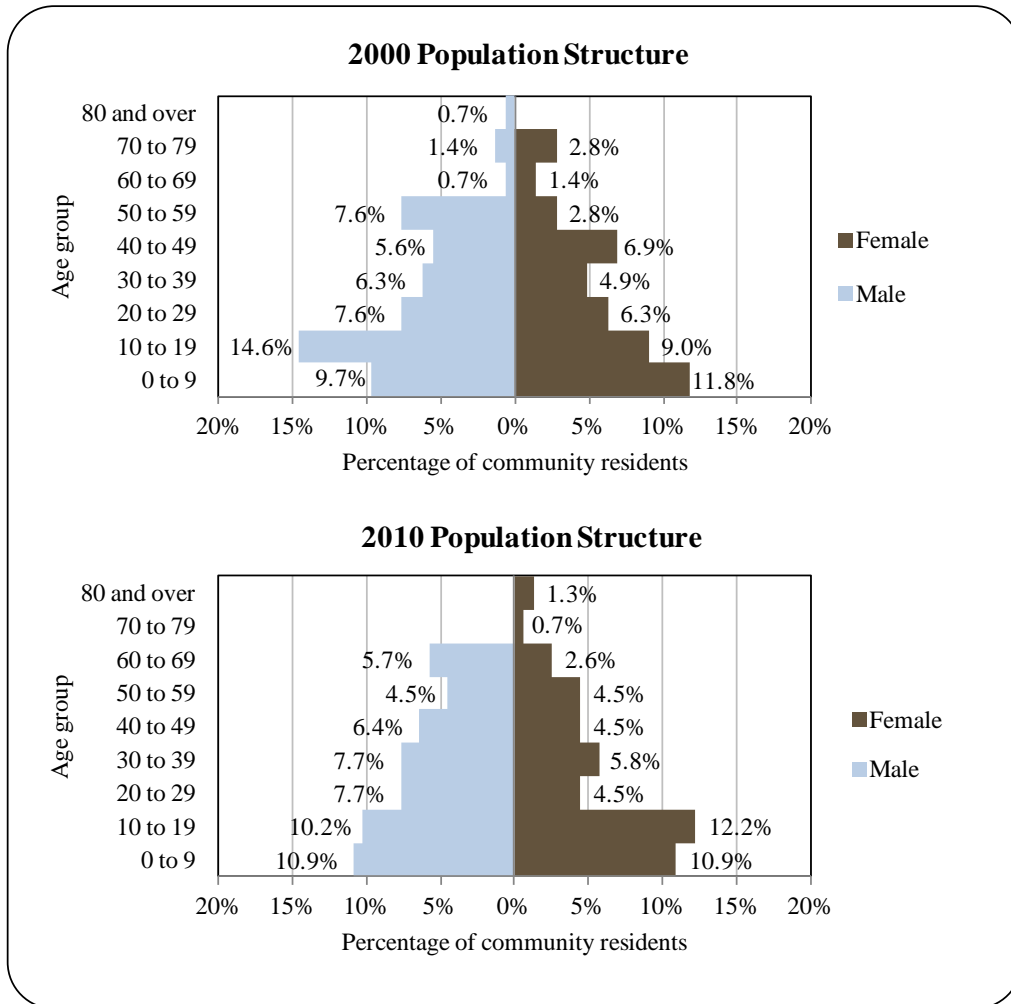 2000 Population Structure
80 and over 0.7%
70 to 79 1.4% 2.8%
60 to 69 0.7% 1.4%
50 to 59 7.6% 2.8%
40 to 49 5.6% 6.9%
30 to 39 6.3% 4.9%
20 to 29 7.6% 6.3%
10 to 19 14.6% 9.0%
0 to 9 9.7% 11.8%
Age group
Female
Male
20% 15% 10% 5% 0% 5% 10% 15% 20%
Percentage of community residents
2010 Population Structure
80 and over 1.3%
70 to 79 0.7%
60 to 69 5.7% 2.6%
50 to 59 4.5% 4.5%
40 to 49 6.4% 4.5%
30 to 39 7.7% 5.8%
20 to 29 7.7% 4.5%
10 to 19 10.2% 12.2%
0 to 9 10.9% 10.9%
Age group
Female
Male
20% 15% 10% 5% 0% 5% 10% 15% 20%
Percentage of community residents